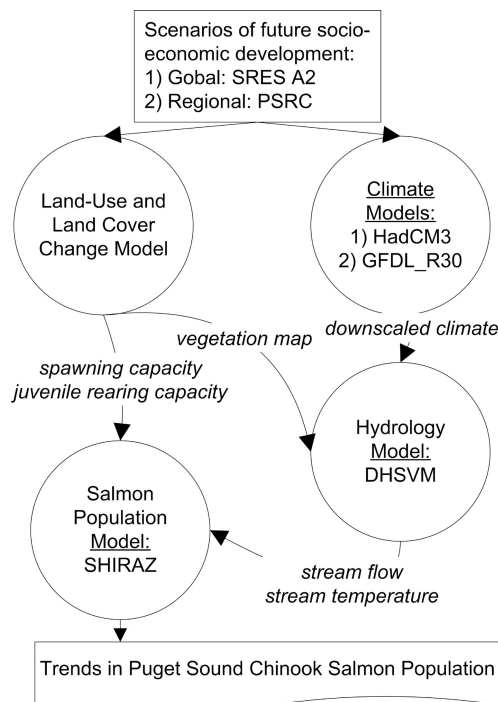 Scenarios of future socio-
economic development:
1) Gobal: SRES A2
2) Regional: PSRC
Land-Use and
Land Cover
Change Model
Climate
Models:
1) HadCM3
2) GFDL_R30
vegetation map
downscaled climate
spawning capacity
juvenile rearing capacity
Hydrology
Model:
DHSVM
Salmon
Population
Model:
SHIRAZ
stream flow
stream temperature
Trends in Puget Sound Chinook Salmon Population